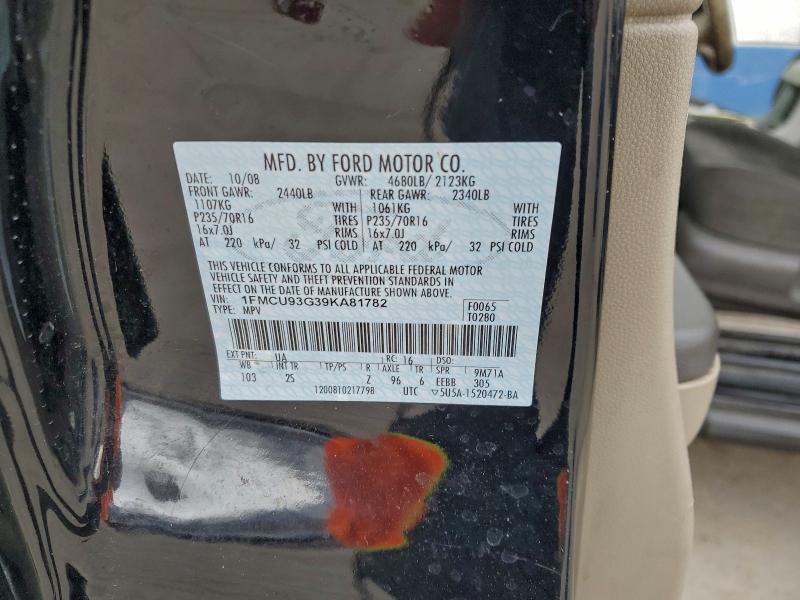 MFD. BY FORD MOTOR CO.
DATE: 10/08 GVWR: 4680LB/ 2123KG
FRONT GAWR: 2440LB REAR GAWR: 2340LB
1107KG WITH 1061KG WITH
P235/70R16 TIRES P235/70R16 TIRES
16x7.0J RIMS 16x7.0J RIMS
AT 220 kPa/ 32 PSI COLD AT 220 kPa/ 32 PSI COLD
THIS VEHICLE CONFORMS TO ALL APPLICABLE FEDERAL MOTOR
VEHICLE SAFETY AND THEFT PREVENTION STANDARDS IN
EFFECT ON THE DATE OF MANUFACTURE SHOWN ABOVE.
VIN: 1FMCU93G39KA81782 F0065
TYPE: MPV T0280
EXT PNT: UA RC: 16 DSO:
WB INT TR TP/PS R AXLE TR SPR 9M71A
103 2S Z 96 6 EEBB 305
1200810217798 UTC ▽5U5A-1520472-BA